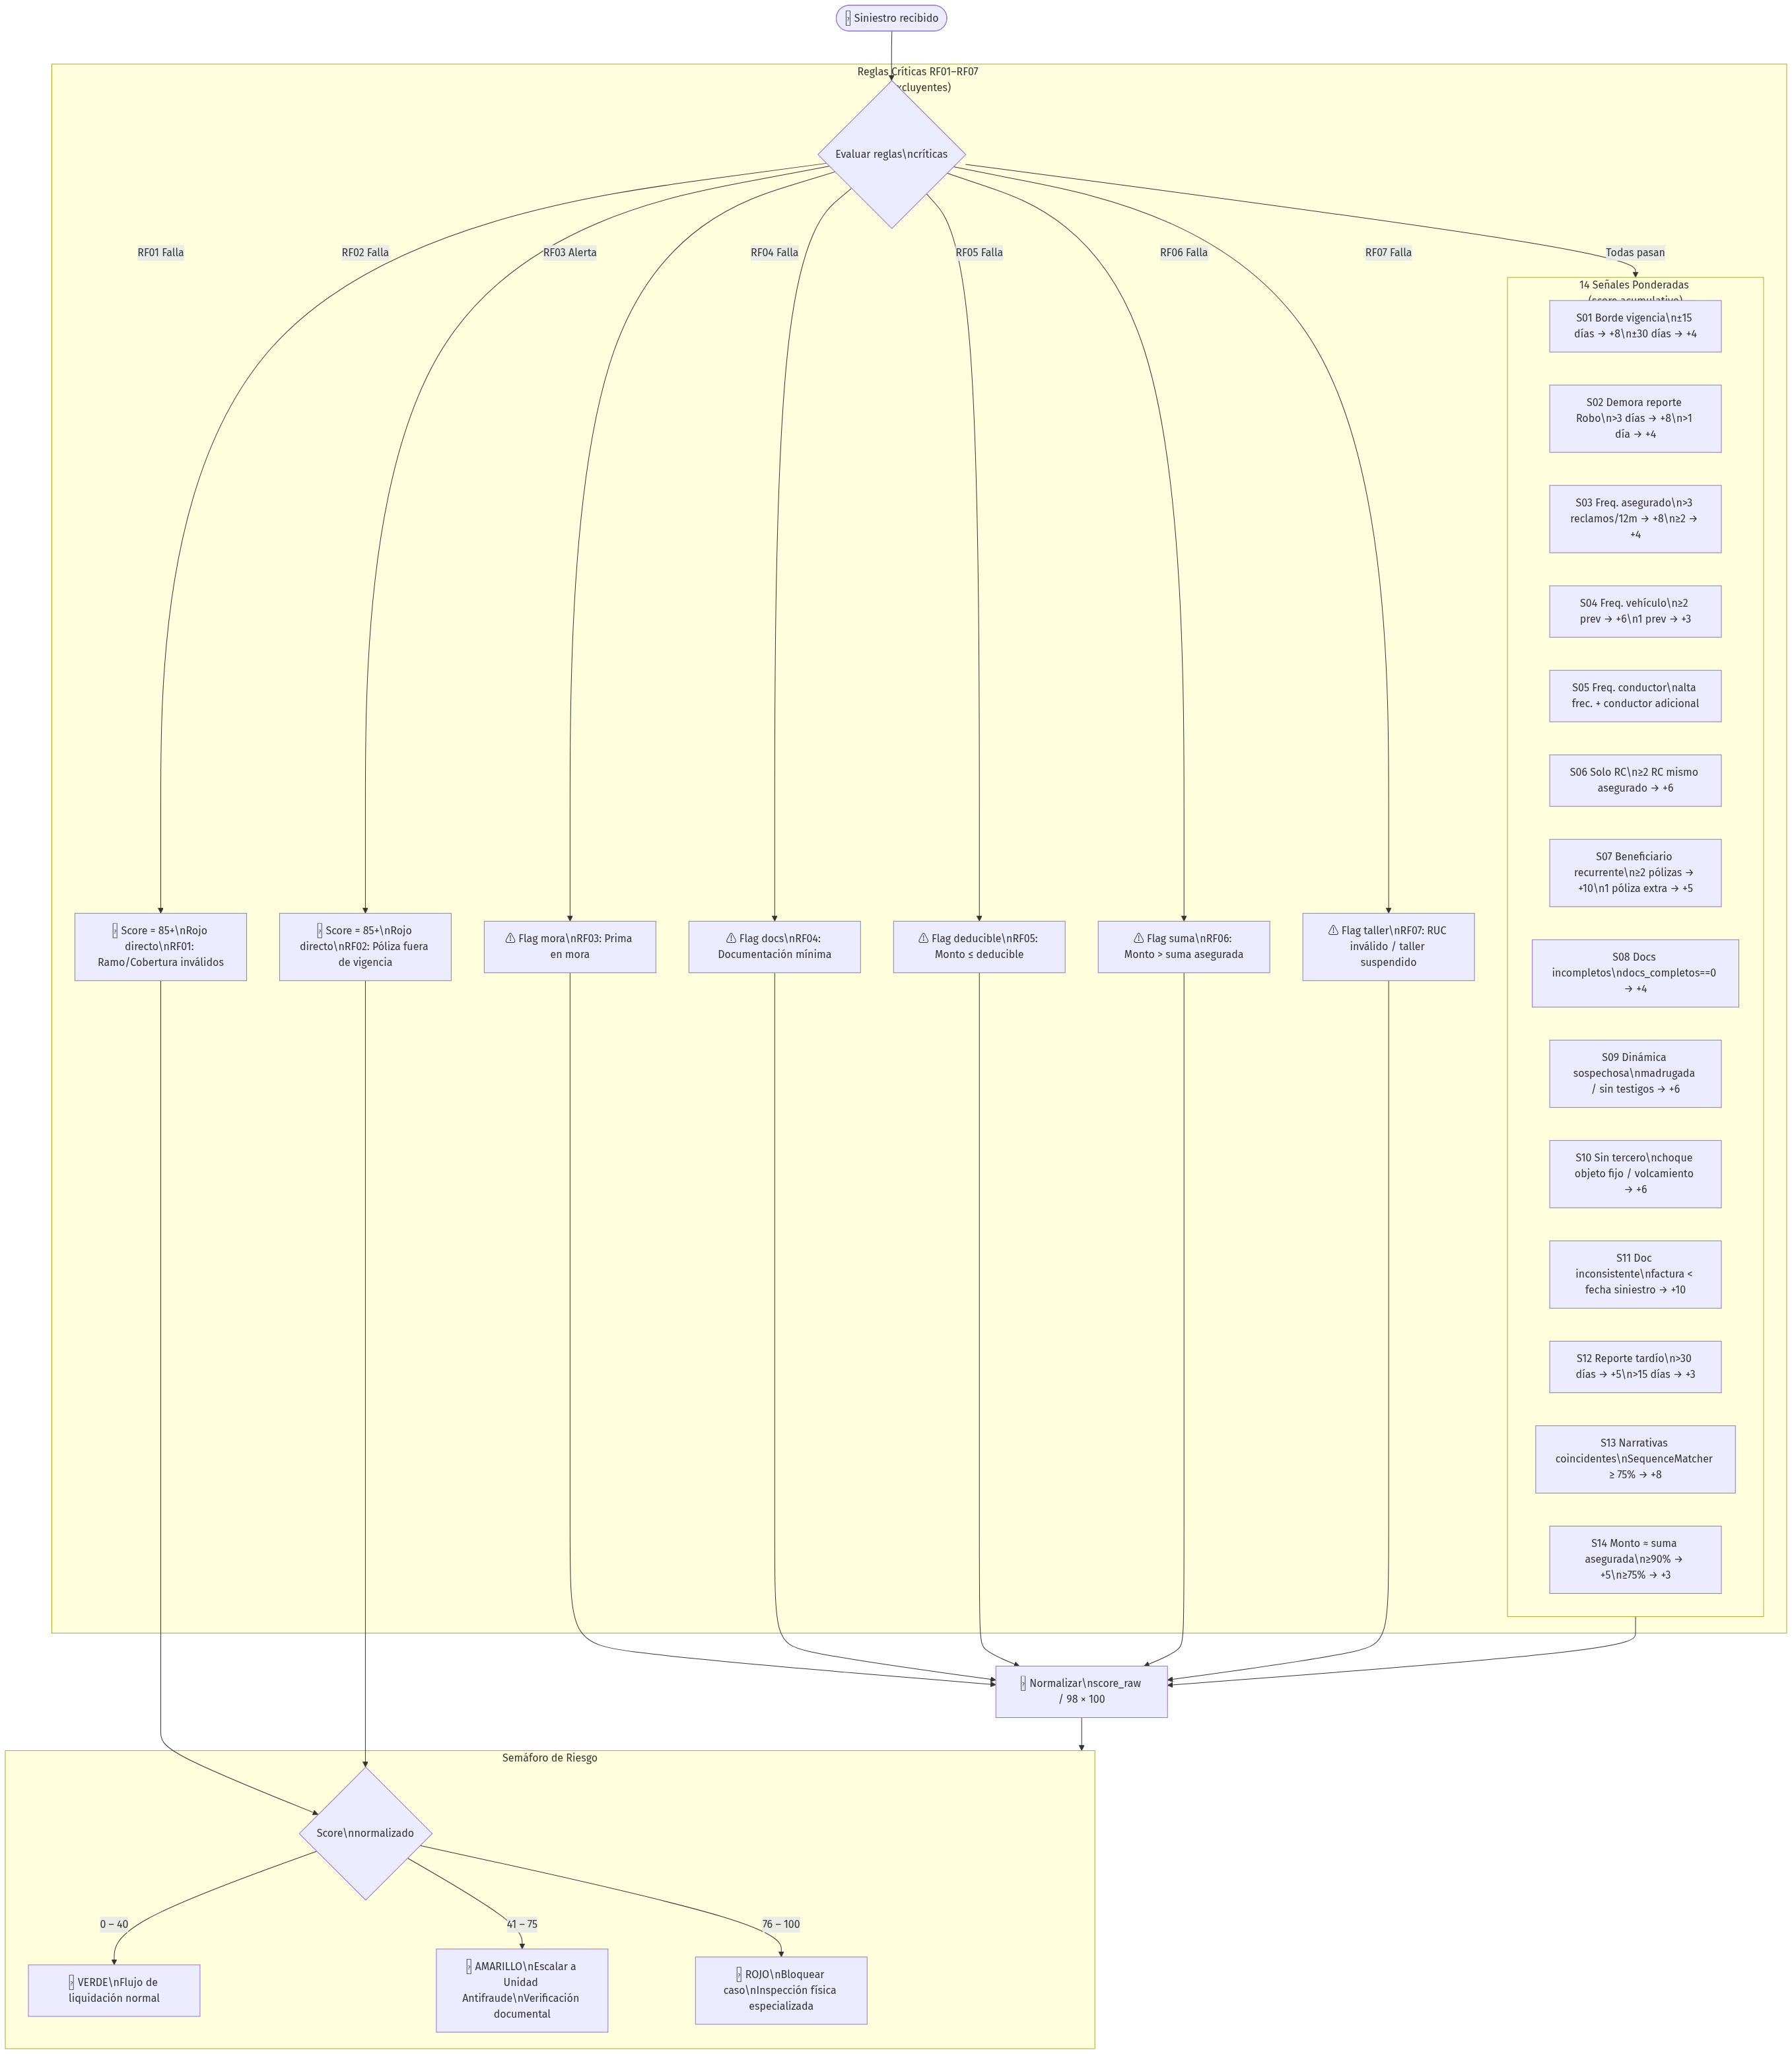 Siniestro recibido
Reglas Críticas RF01–RF07
xcluyentes)
Evaluar reglas\ncríticas
RF01 Falla
RF02 Falla
RF03 Alerta
RF04 Falla
RF05 Falla
RF06 Falla
RF07 Falla
Todas pasan
14 Señales Ponderadas
(score acumulativo)
S01 Borde vigencia\n±15
días → +8\n±30 días → +4
S02 Demora reporte
Robo\n>3 días → +8\n>1
día → +4
S03 Freq. asegurado\n>3
reclamos/12m → +8\n≥2 →
+4
S04 Freq. vehículo\n≥2
prev → +6\n1 prev → +3
S05 Freq. conductor\nalta
frec. + conductor adicional
S06 Solo RC\n≥2 RC mismo
asegurado → +6
S07 Beneficiario
recurrente\n≥2 pólizas →
+10\n1 póliza extra → +5
S08 Docs
incompletos\ndocs_completos==0
→ +4
S09 Dinámica
sospechosa\nmadrugada
/ sin testigos → +6
S10 Sin tercero\nchoque
objeto fijo / volcamiento
→ +6
S11 Doc
inconsistente\nfactura <
fecha siniestro → +10
S12 Reporte tardío\n>30
días → +5\n>15 días → +3
S13 Narrativas
coincidentes\nSequenceMatcher
≥ 75% → +8
S14 Monto = suma
asegurada\n≥90% →
+5\n≥75% → +3
Score = 85+\nRojo
directo\nRF01:
Ramo/Cobertura inválidos
Score = 85+\nRojo
directo\nRF02: Póliza fuera
de vigencia
⚠ Flag mora\nRF03: Prima
en mora
⚠ Flag docs\nRF04:
Documentación mínima
⚠ Flag deducible\nRF05:
Monto ≤ deducible
⚠ Flag suma\nRF06:
Monto > suma asegurada
⚠ Flag taller\nRF07: RUC
inválido / taller
suspendido
Normalizar\nscore_raw
/ 98 × 100
Semáforo de Riesgo
Score\nnormalizado
0 – 40
41 – 75
76 – 100
VERDE\nFlujo de
liquidación normal
AMARILLO\nEscalar a
Unidad
Antifraude\nVerificación
documental
ROJO\nBloquear
caso\nInspección física
especializada